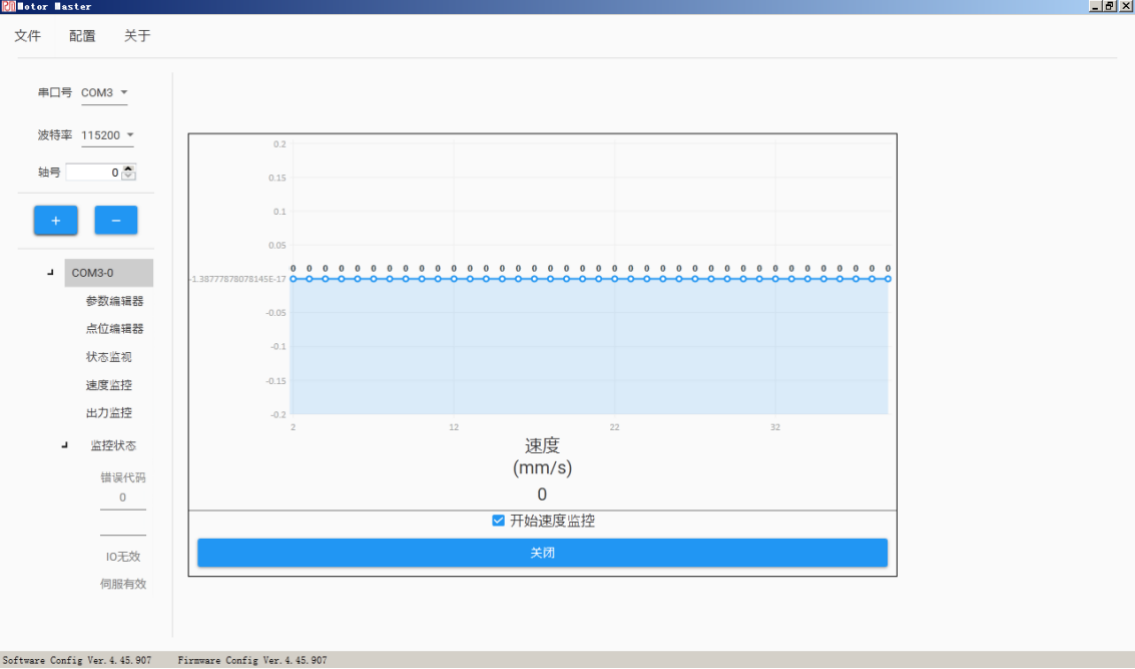 Motor Master
文件 配置 关于
串口号 COM3
波特率 115200
轴号 0
+ −
COM3-0
参数编辑器
点位编辑器
状态监视
速度监控
出力监控
监控状态
错误代码
0
IO无效
伺服有效
0.2
0.15
0.1
0.05
-1.38777878078145E-17
-0.05
-0.1
-0.15
-0.2
0 0 0 0 0 0 0 0 0 0 0 0 0 0 0 0 0 0 0 0 0 0 0 0 0 0 0 0 0 0 0 0 0 0 0 0 0 0
2 12 22 32
速度
(mm/s)
0
开始速度监控
关闭
Software Config Ver.4.45.907 Firmware Config Ver.4.45.907